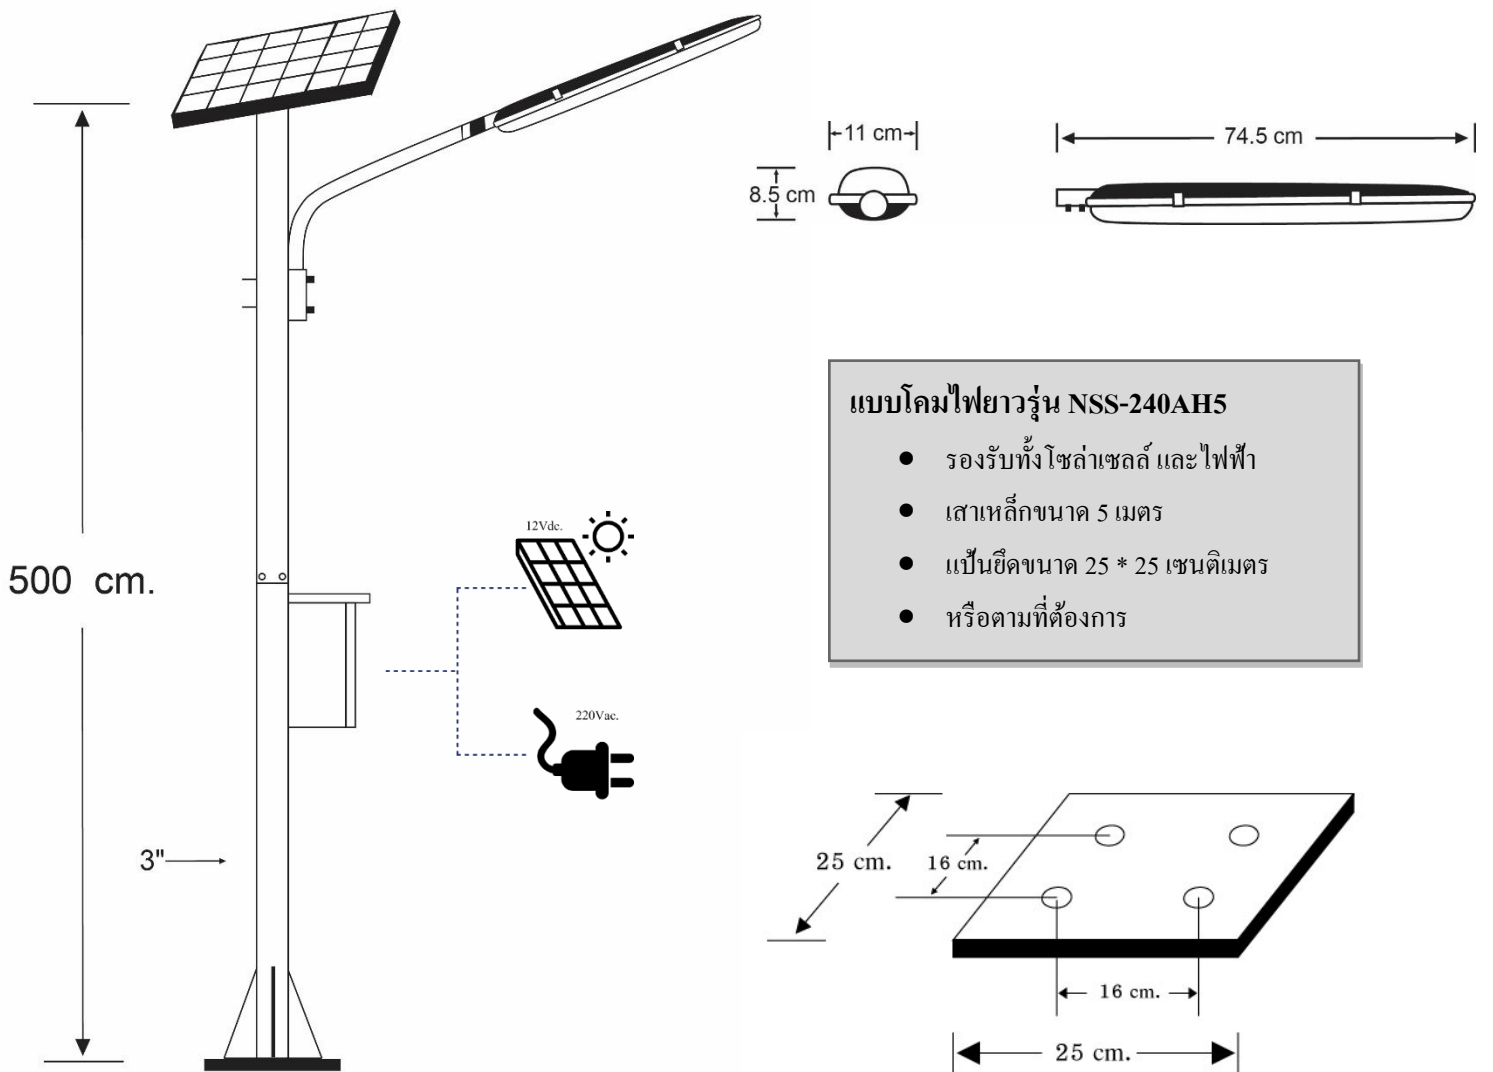 11 cm
74.5 cm
8.5 cm
แบบโคมไฟยาวรุ่น NSS-240AH5
● รองรับทั้งโซล่าเซลล์ และไฟฟ้า
● เสาเหล็กขนาด 5 เมตร
● แป้นยึดขนาด 25 * 25 เซนติเมตร
● หรือตามที่ต้องการ
12Vdc.
500 cm.
220Vac.
3"
25 cm.
16 cm.
16 cm.
25 cm.